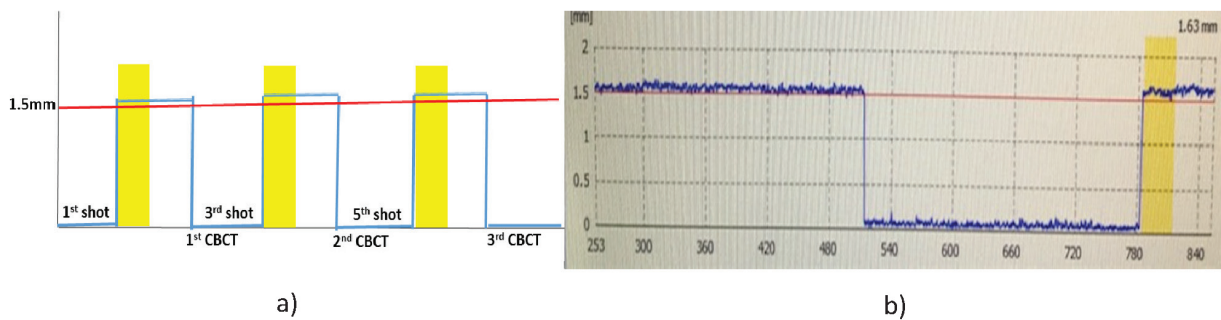 1.5mm
1st shot
3rd shot
5th shot
1st CBCT
2nd CBCT
3rd CBCT
a)
[mm]
1.63 mm
2
1.5
1
0.5
0
253 300 360 420 480 540 600 660 720 780 840
b)